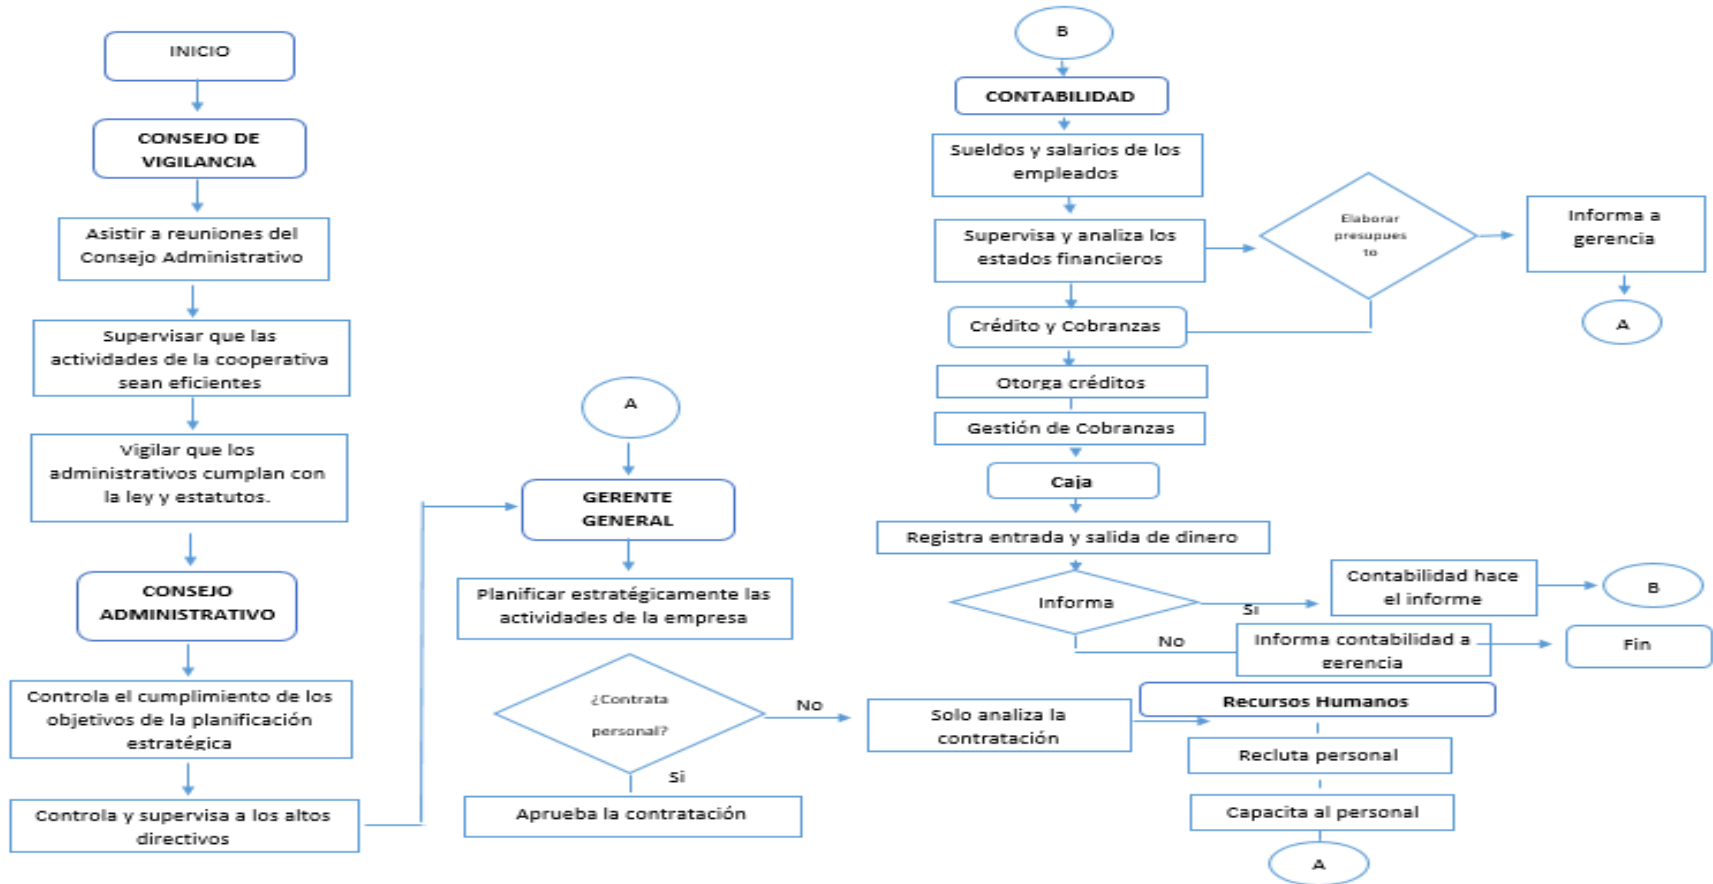 INICIO
CONSEJO DE
VIGILANCIA
Asistir a reuniones del
Consejo Administrativo
Supervisar que las
actividades de la cooperativa
sean eficientes
Vigilar que los
administrativos cumplan con
la ley y estatutos.
CONSEJO
ADMINISTRATIVO
Controla el cumplimiento de los
objetivos de la planificación
estratégica
Controla y supervisa a los altos
directivos
A
GERENTE
GENERAL
Planificar estratégicamente las
actividades de la empresa
¿Contrata
personal?
No
Si
Aprueba la contratación
Solo analiza la
contratación
B
CONTABILIDAD
Sueldos y salarios de los
empleados
Supervisa y analiza los
estados financieros
Elaborar
presupues
to
Informa a
gerencia
A
Crédito y Cobranzas
Otorga créditos
Gestión de Cobranzas
Caja
Registra entrada y salida de dinero
Informa
Si
Contabilidad hace
el informe
B
No
Informa contabilidad a
gerencia
Fin
Recursos Humanos
Recluta personal
Capacita al personal
A